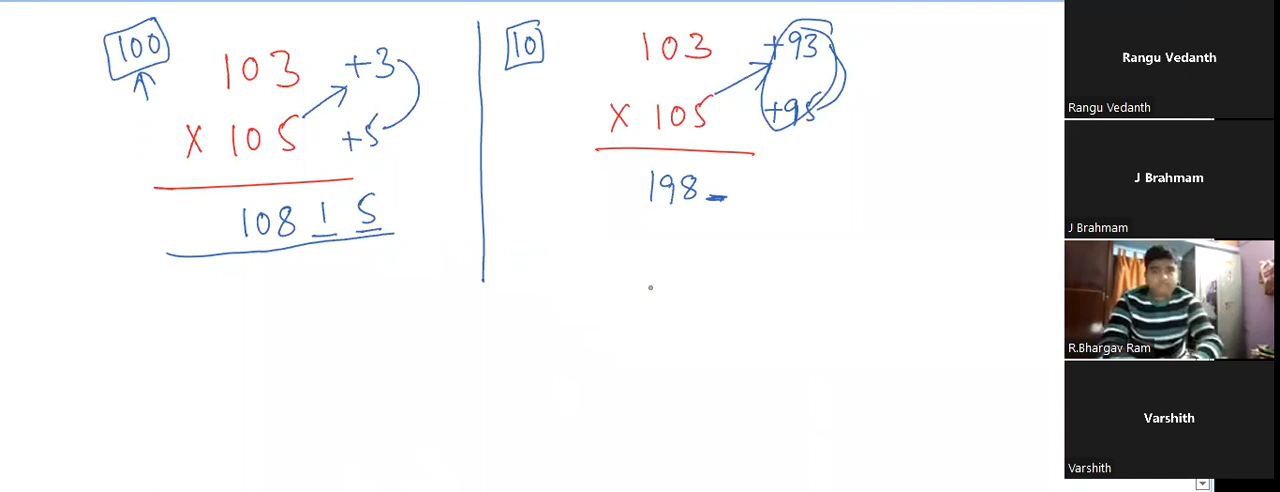 100
103 +3
X 105 +5
108 1 5
10
103 +93
X 105 +95
198
Rangu Vedanth
Rangu Vedanth
J Brahmam
J Brahmam
R.Bhargav Ram
Varshith
Varshith